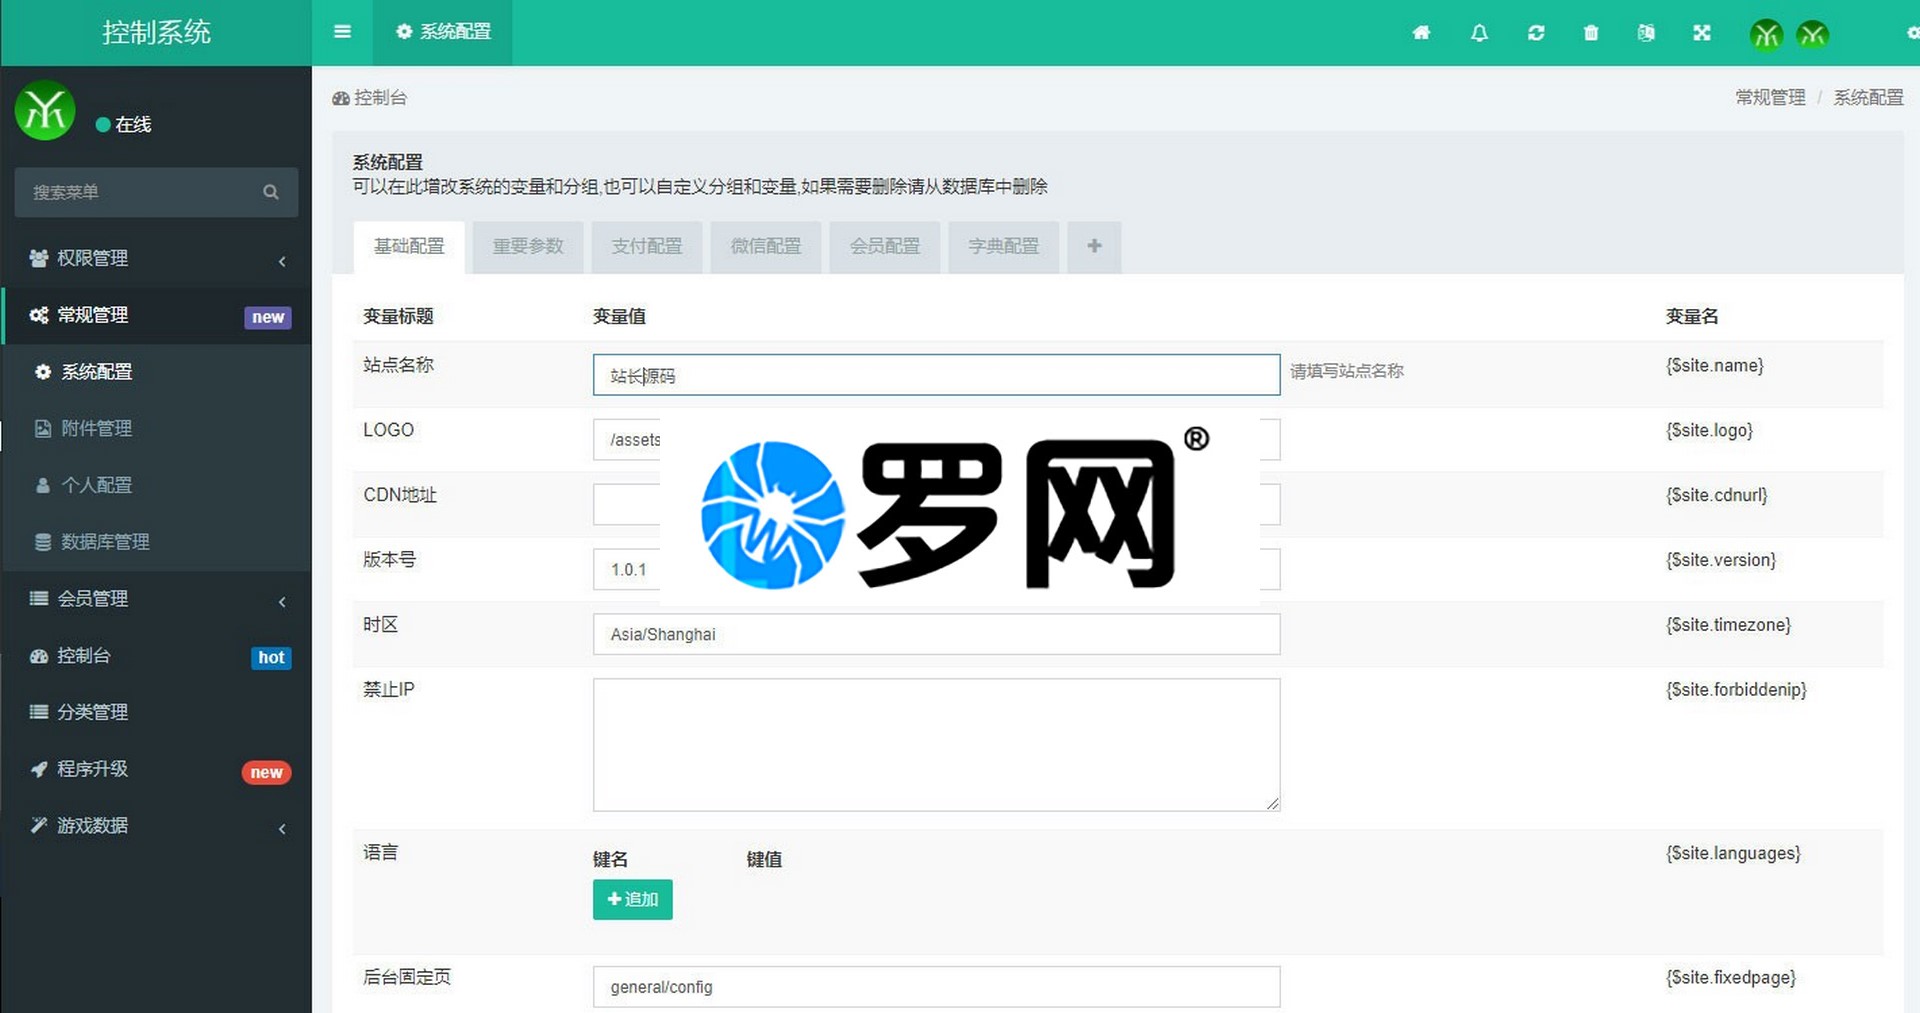 控制系统
系统配置
在线
控制台
常规管理 / 系统配置
搜索菜单
权限管理
常规管理 new
系统配置
附件管理
个人配置
数据库管理
会员管理
控制台 hot
分类管理
程序升级 new
游戏数据
系统配置
可以在此增改系统的变量和分组,也可以自定义分组和变量,如果需要删除请从数据库中删除
基础配置 重要参数 支付配置 微信配置 会员配置 字典配置
变量标题 变量值 变量名
站点名称 站长源码 请填写站点名称 {$site.name}
LOGO /assets {$site.logo}
CDN地址 {$site.cdnurl}
罗网®
版本号 1.0.1 {$site.version}
时区 Asia/Shanghai {$site.timezone}
禁止IP {$site.forbiddenip}
语言 键名 键值 {$site.languages}
追加
后台固定页 general/config {$site.fixedpage}